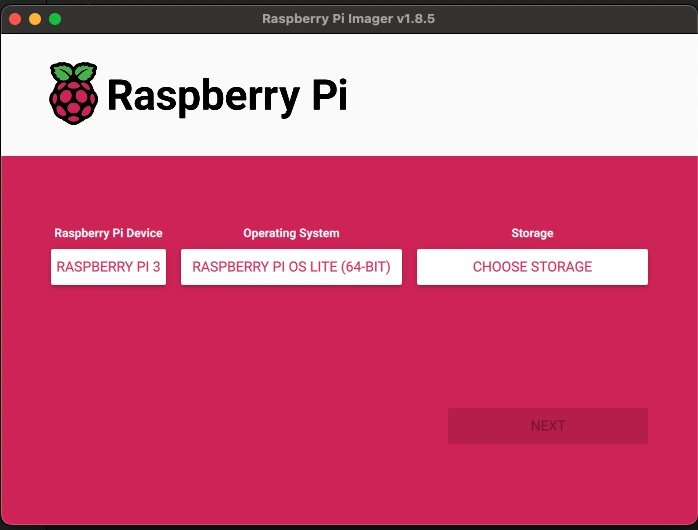 Raspberry Pi Imager v1.8.5
Raspberry Pi
Raspberry Pi Device
Operating System
Storage
RASPBERRY PI 3
RASPBERRY PI OS LITE (64-BIT)
CHOOSE STORAGE
NEXT